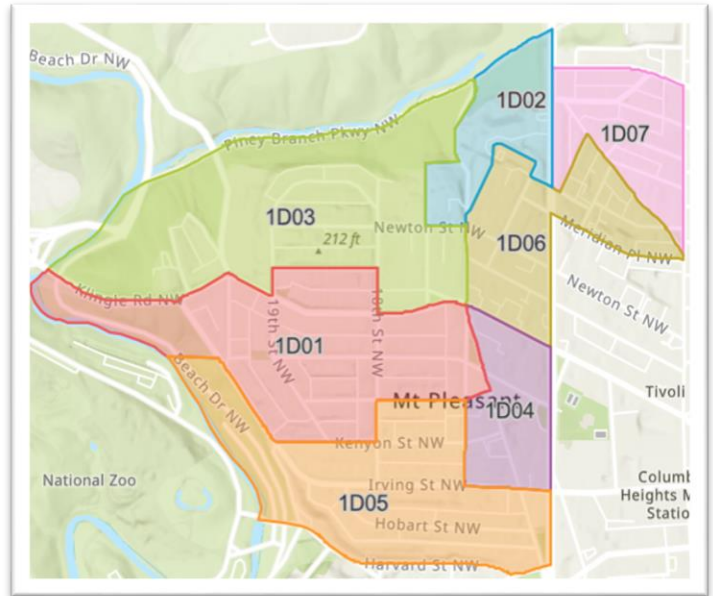 Beach Dr NW
1D02
1D07
Piney Branch Pkwy NW
1D03
Newton St NW
212 ft
1D06
Meridian Pl NW
Klingle Rd NW
19th St NW
18th St NW
Newton St NW
1D01
Beach Dr NW
Mt Pleasant
1D04
Tivoli
Kenyon St NW
National Zoo
Irving St NW
Columb
Heights M
Statio
1D05
Hobart St NW
Harvard St NW